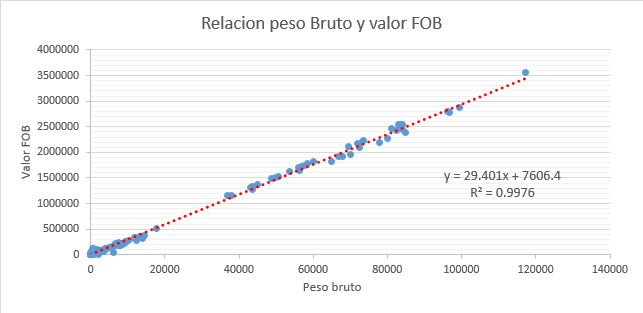 Relacion peso Bruto y valor FOB
4000000
3500000
3000000
2500000
2000000
1500000
1000000
500000
0
Valor FOB
y = 29.401x + 7606.4
R² = 0.9976
0 20000 40000 60000 80000 100000 120000 140000
Peso bruto